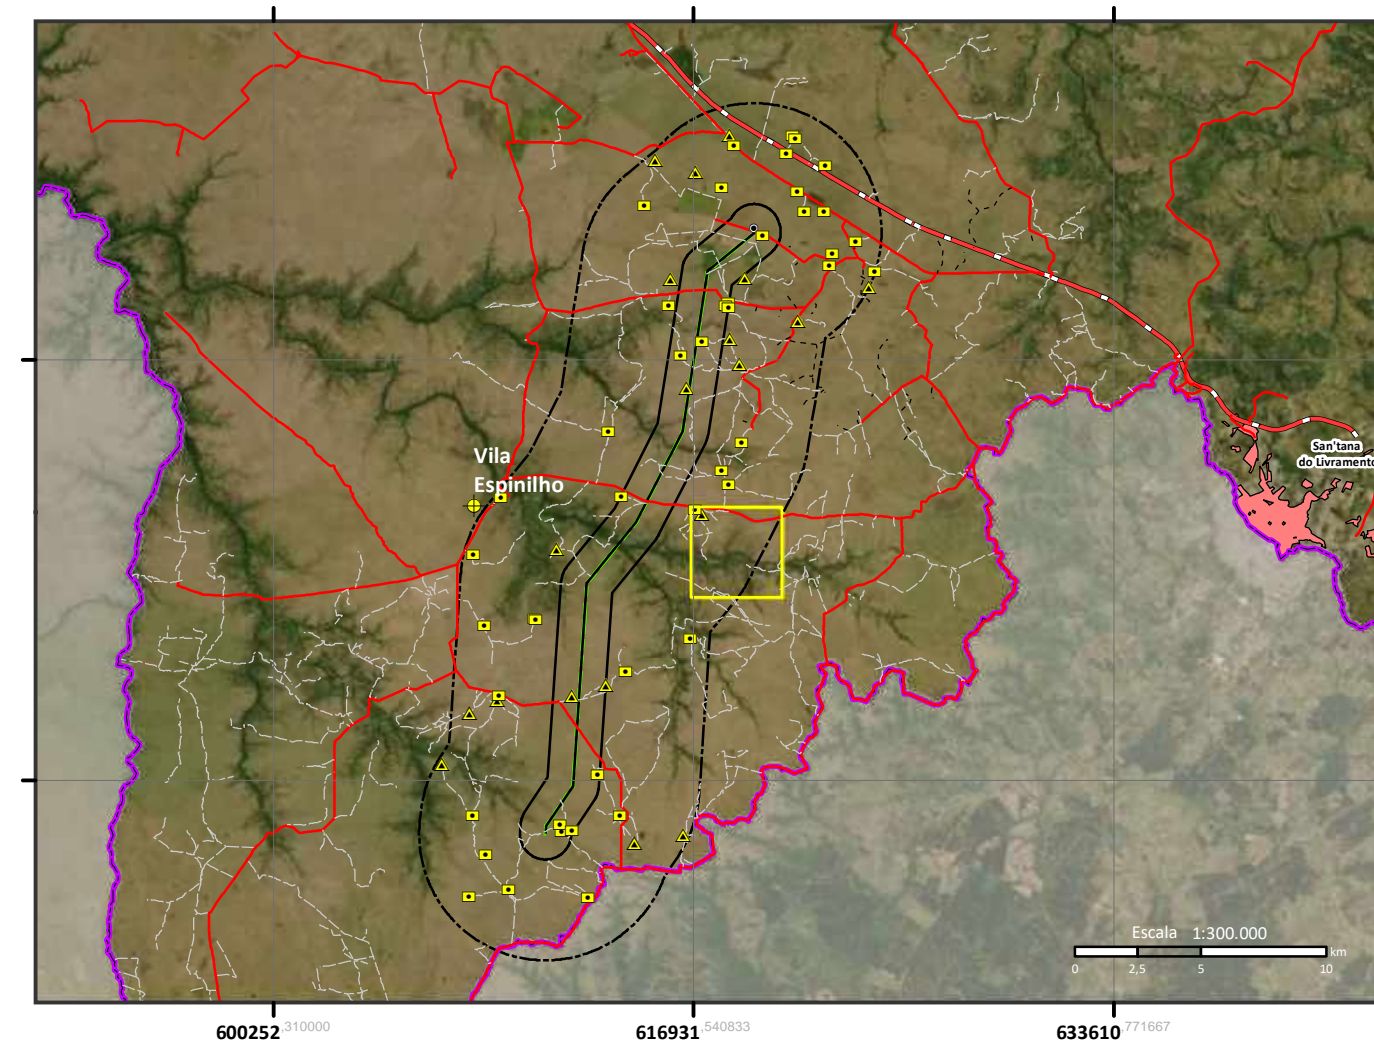 Vila
Espinilho
San'tana
do Livramento
Escala 1:300.000
km
0 2,5 5 10
600252,310000 616931,540833 633610,771667